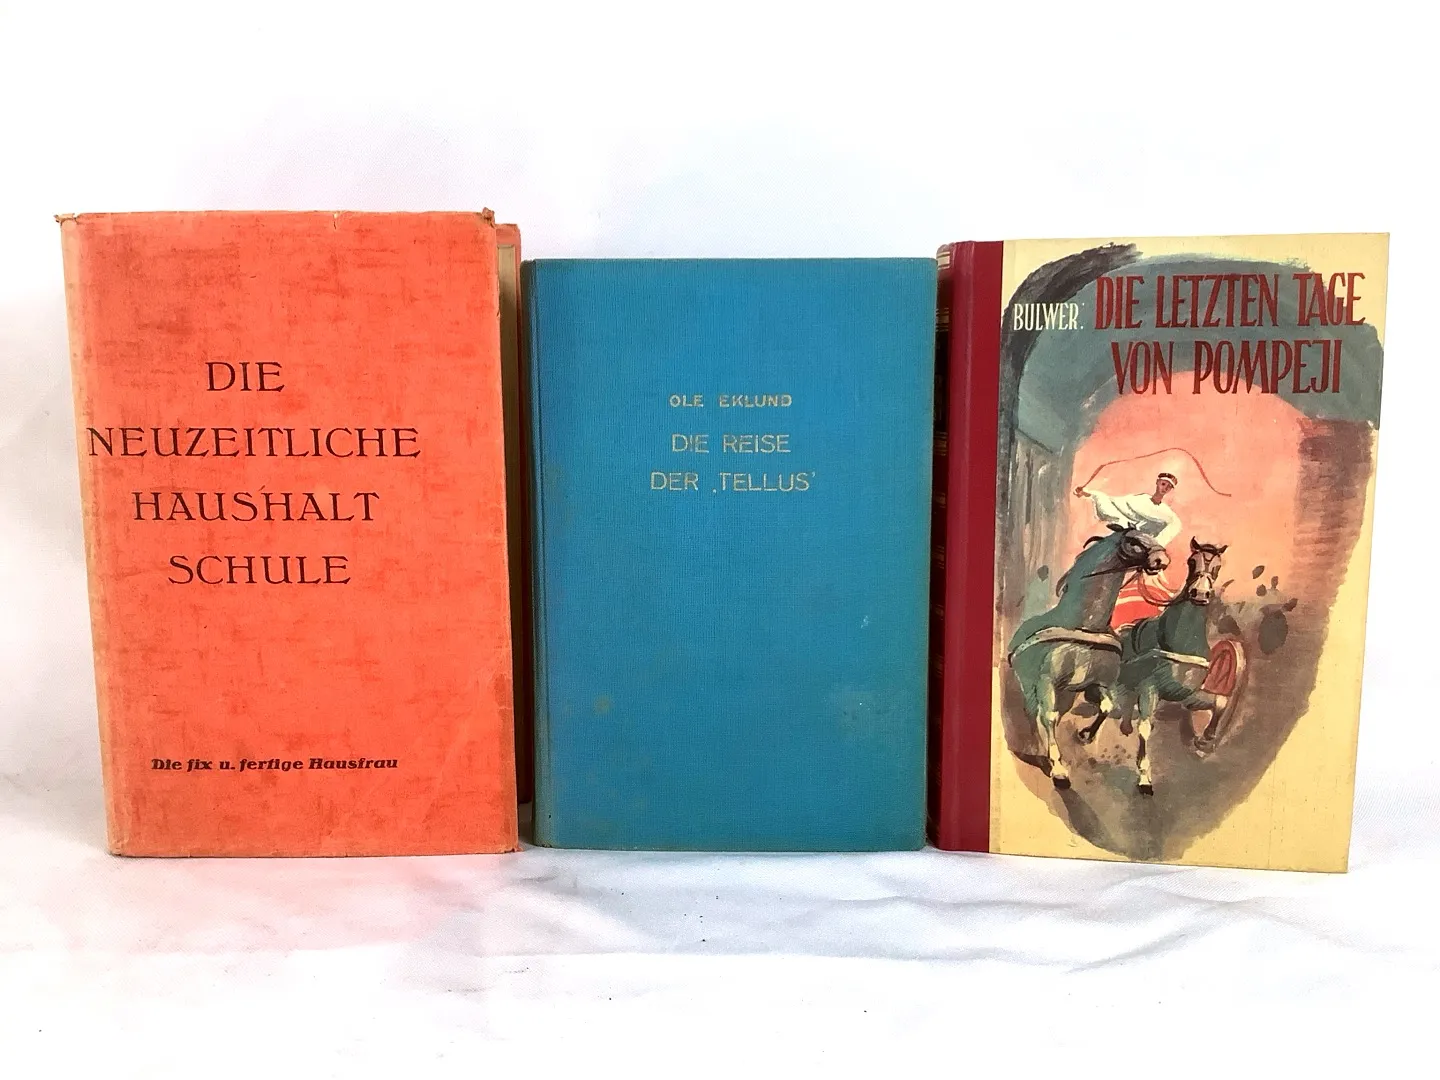 DIE
NEUZEITLICHE
HAUSHALT
SCHULE
Die fix u. fertige Hausfrau
OLE EKLUND
DIE REISE
DER ‚TELLUS’
BULWER: DIE LETZTEN TAGE
VON POMPEJI